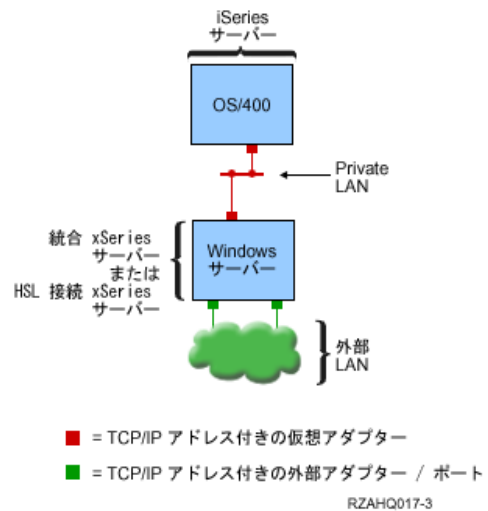 iSeries
サーバー
OS/400
Private
LAN
統合 xSeries
サーバー
または
HSL 接続 xSeries
サーバー
Windows
サーバー
外部
LAN
= TCP/IP アドレス付きの仮想アダプター
= TCP/IP アドレス付きの外部アダプター / ポート
RZAHQ017-3